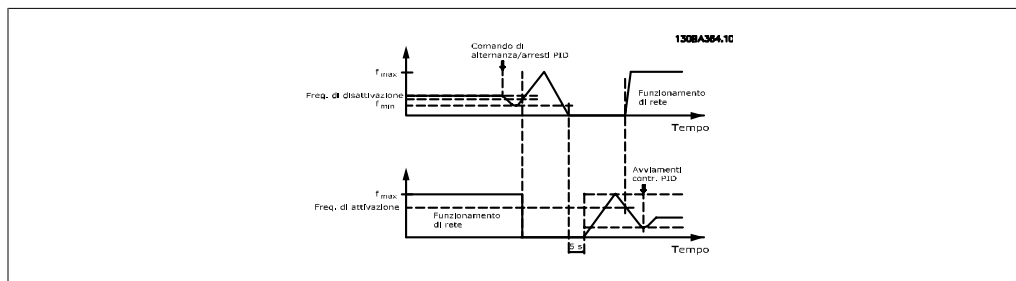 130BA364.10
Comando di
alternanza/arresti PID
f max
Freq. di disattivazione
f min
Funzionamento
di rete
Tempo
Avviamenti
contr. PID
f max
Freq. di attivazione
Funzionamento
di rete
5 s
Tempo